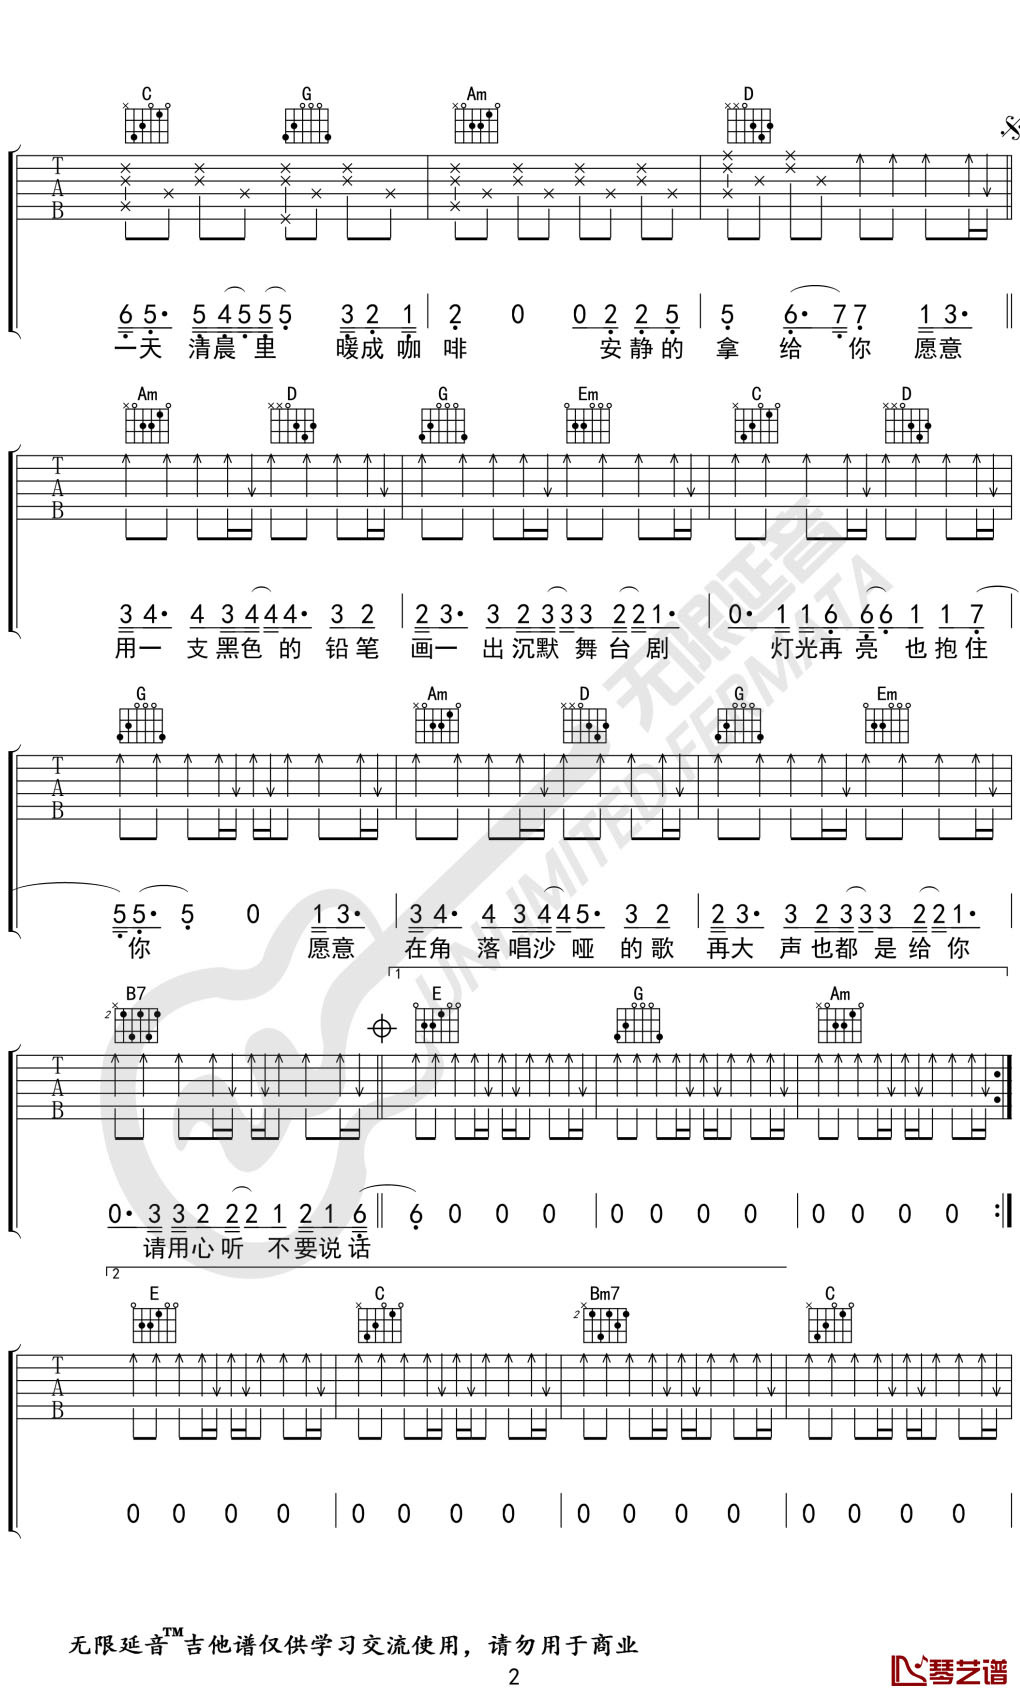 C G Am D
T A B
6 5· 5 4 5 5 5 3 2 1 | 2 0 0 2 2 5 | 5 6· 7 7 1 3· ||
一天 清晨 里 暖成咖 啡 安静的 拿 给 你 愿意
Am D G Em C D
T A B
3 4· 4 3 4 4 4· 3 2 | 2 3· 3 2 3 3 3 2 2 1· | 0· 1 1 6 6 6 1 1 7
用一 支黑色 的 铅笔 画一 出沉默 舞台 剧 灯光再 亮 也抱住
G Am D G Em
T A B
5 5· 5 0 1 3· | 3 4· 4 3 4 4 5· 3 2 | 2 3· 3 2 3 3 3 2 2 1·
你 愿意 在角 落唱沙 哑 的歌 再大 声也都 是给 你
1
B7 E G Am
2
T A B
0· 3 3 2 2 2 1 2 1 6 || 6 0 0 0 | 0 0 0 0 | 0 0 0 0 :|
请用心听 不要说话
2
E C Bm7 C
2
T A B
0 0 0 0 | 0 0 0 0 | 0 0 0 0 | 0 0 0 0
无限延音
UNLIMITED FERMATA
无限延音™吉他谱仅供学习交流使用，请勿用于商业
2
琴艺谱